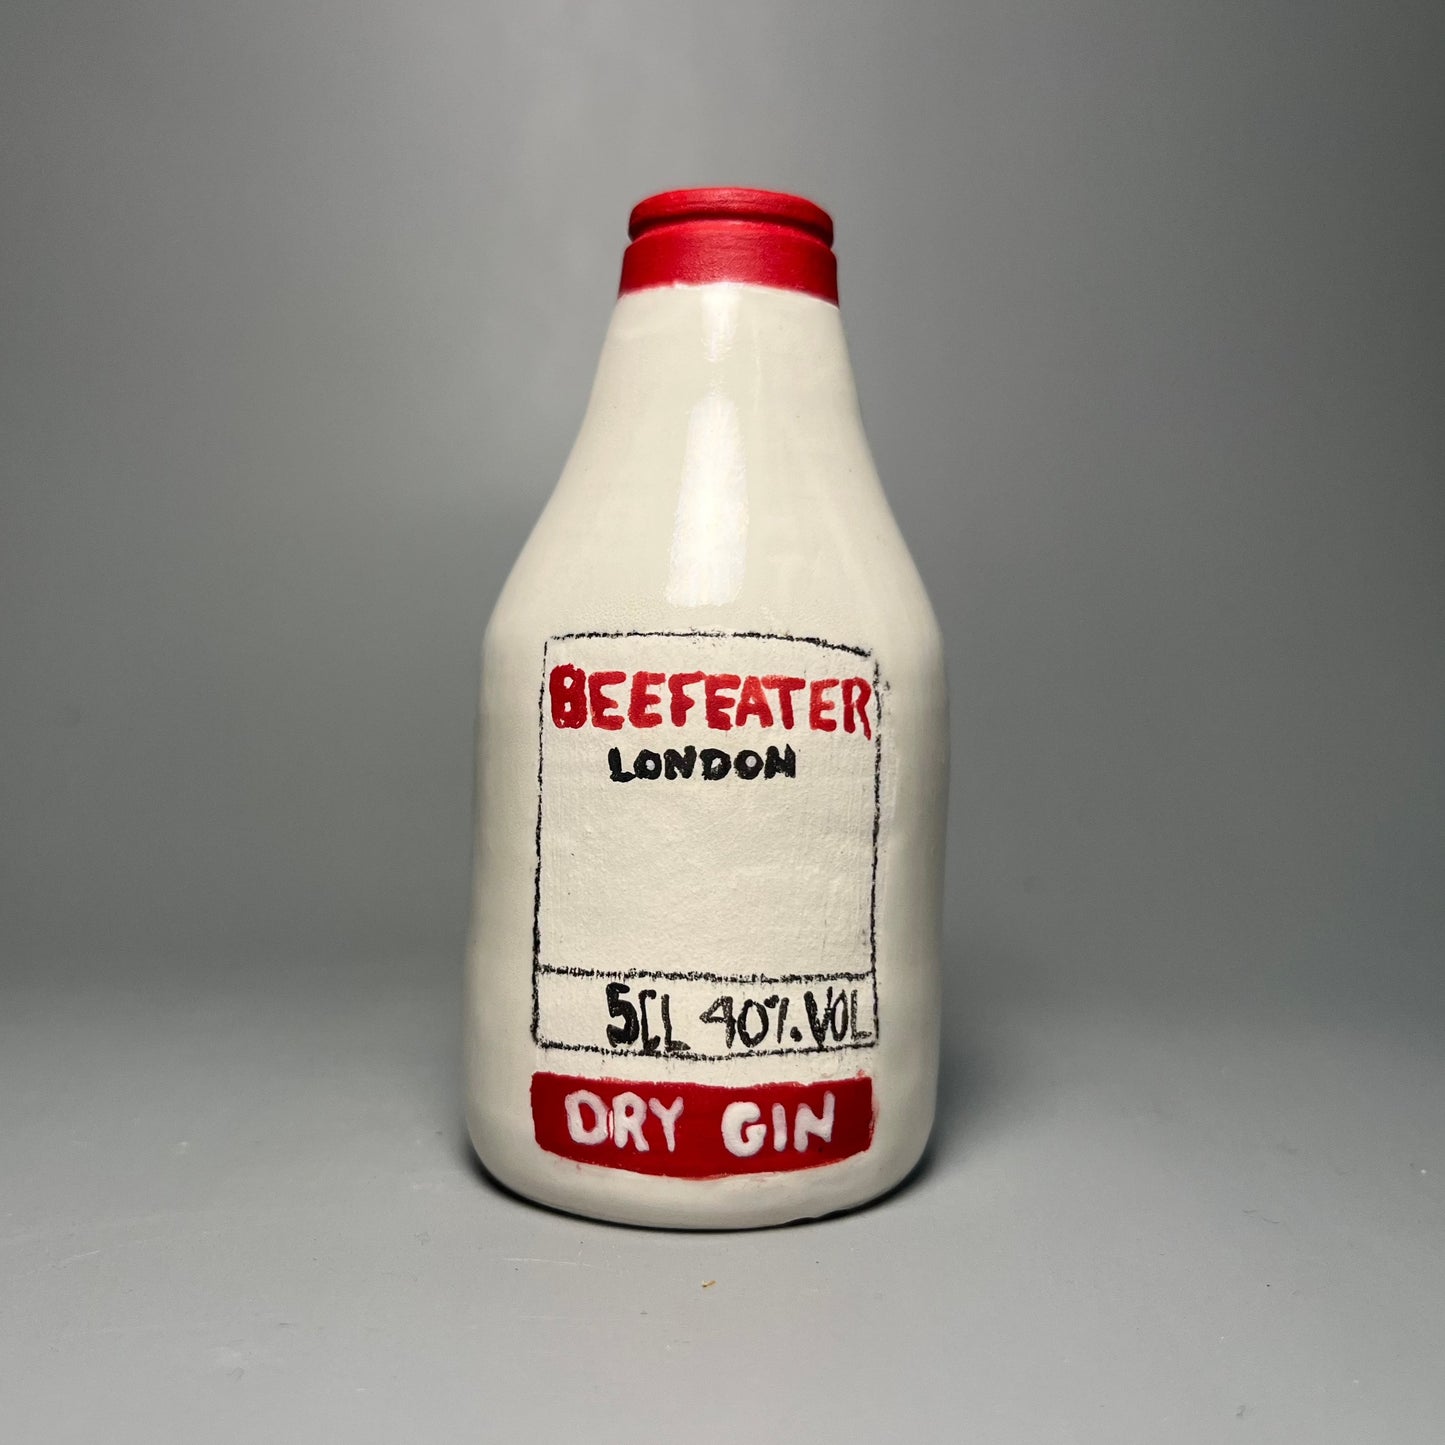 BEEFEATER
LONDON
5CL 40%.VOL
DRY GIN